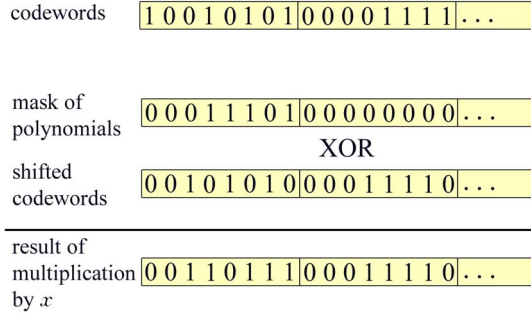 codewords 1 0 0 1 0 1 0 1 0 0 0 0 1 1 1 1 ...
mask of
polynomials 0 0 0 1 1 1 0 1 0 0 0 0 0 0 0 0 ...
XOR
shifted
codewords 0 0 1 0 1 0 1 0 0 0 0 1 1 1 1 0 ...
result of
multiplication 0 0 1 1 0 1 1 1 0 0 0 1 1 1 1 0 ...
by x